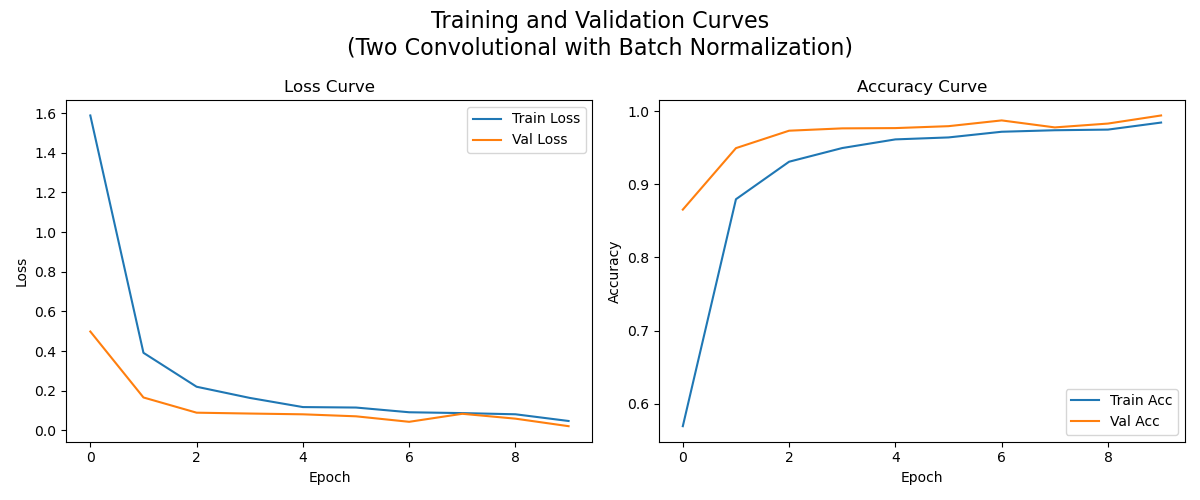 Training and Validation Curves
(Two Convolutional with Batch Normalization)
Loss Curve
1.6
1.4
1.2
1.0
0.8
0.6
0.4
0.2
0.0
Loss
0 2 4 6 8
Epoch
Train Loss
Val Loss
Accuracy Curve
1.0
0.9
0.8
0.7
0.6
Accuracy
0 2 4 6 8
Epoch
Train Acc
Val Acc